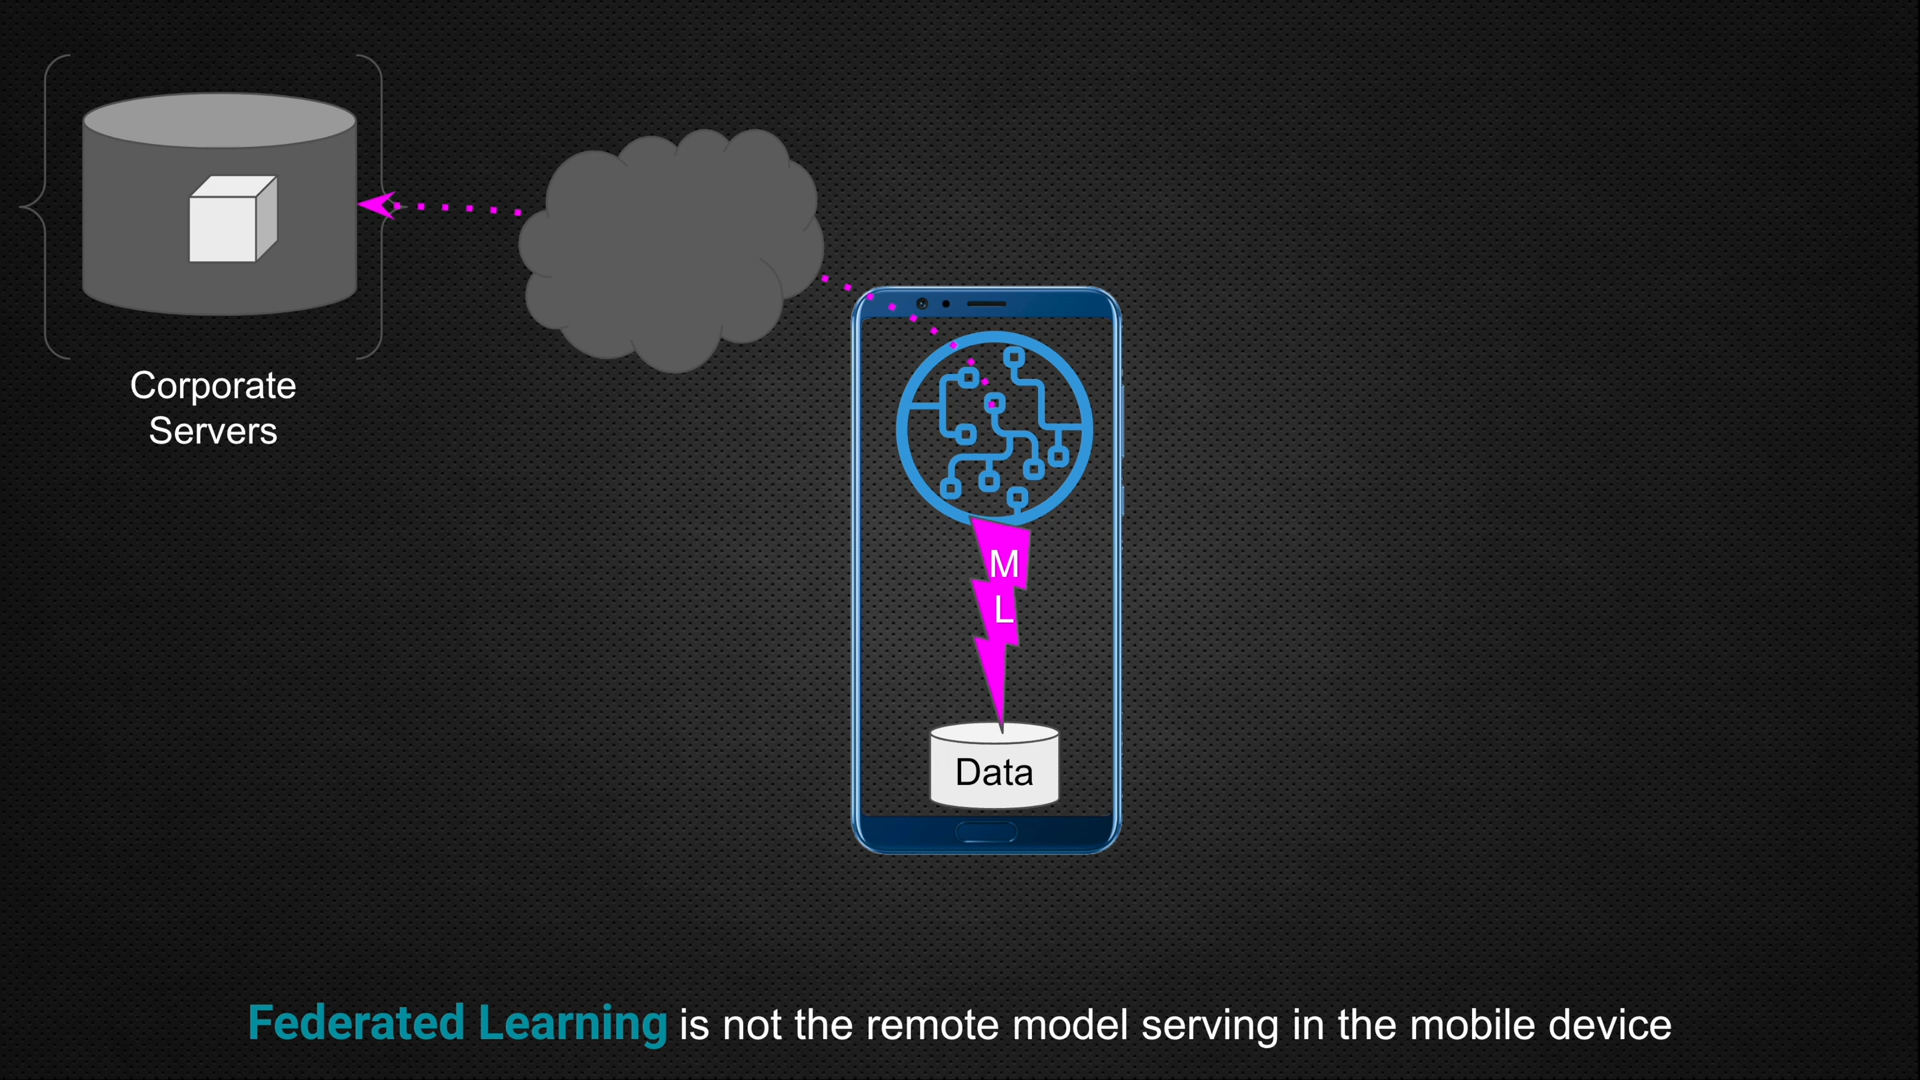 Corporate
Servers
M
L
Data
Federated Learning is not the remote model serving in the mobile device